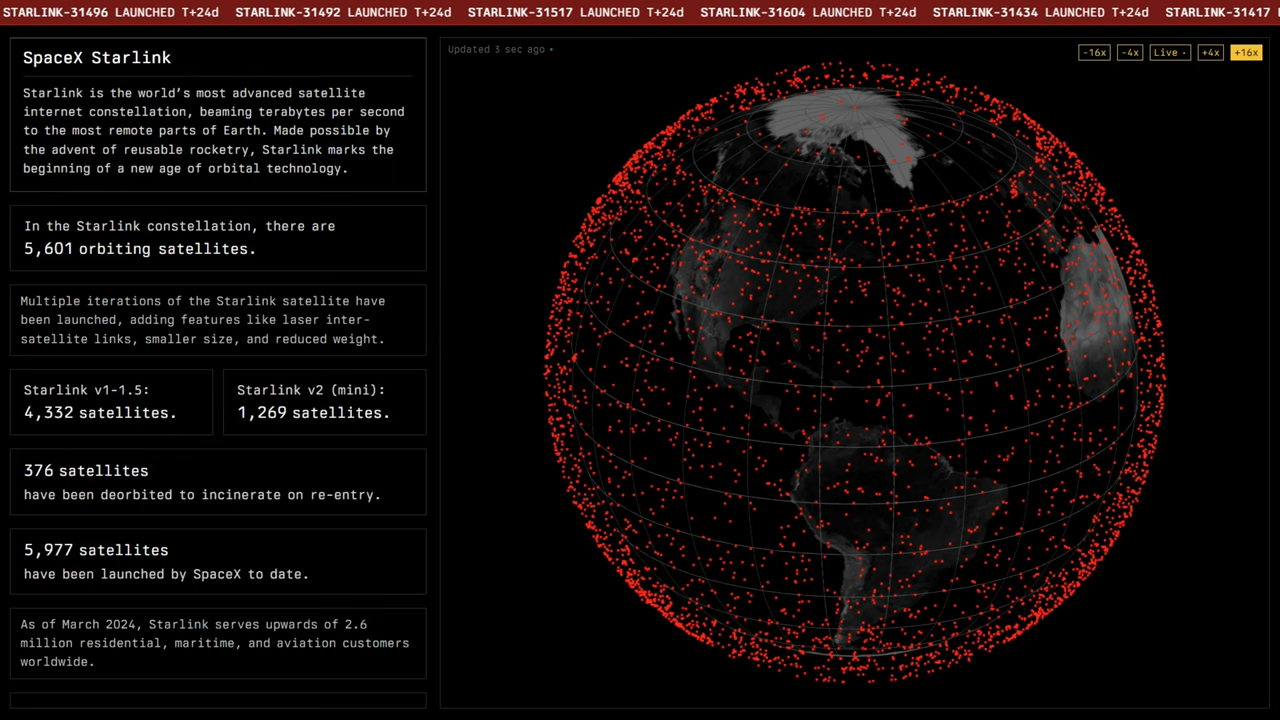 STARLINK-31496 LAUNCHED T+24d STARLINK-31492 LAUNCHED T+24d STARLINK-31517 LAUNCHED T+24d STARLINK-31604 LAUNCHED T+24d STARLINK-31434 LAUNCHED T+24d STARLINK-31417
SpaceX Starlink
Starlink is the world's most advanced satellite
internet constellation, beaming terabytes per second
to the most remote parts of Earth. Made possible by
the advent of reusable rocketry, Starlink marks the
beginning of a new age of orbital technology.
In the Starlink constellation, there are
5,601 orbiting satellites.
Multiple iterations of the Starlink satellite have
been launched, adding features like laser inter-
satellite links, smaller size, and reduced weight.
Starlink v1-1.5:
4,332 satellites.
Starlink v2 (mini):
1,269 satellites.
376 satellites
have been deorbited to incinerate on re-entry.
5,977 satellites
have been launched by SpaceX to date.
As of March 2024, Starlink serves upwards of 2.6
million residential, maritime, and aviation customers
worldwide.
Updated 3 sec ago
-16x -4x Live +4x +16x